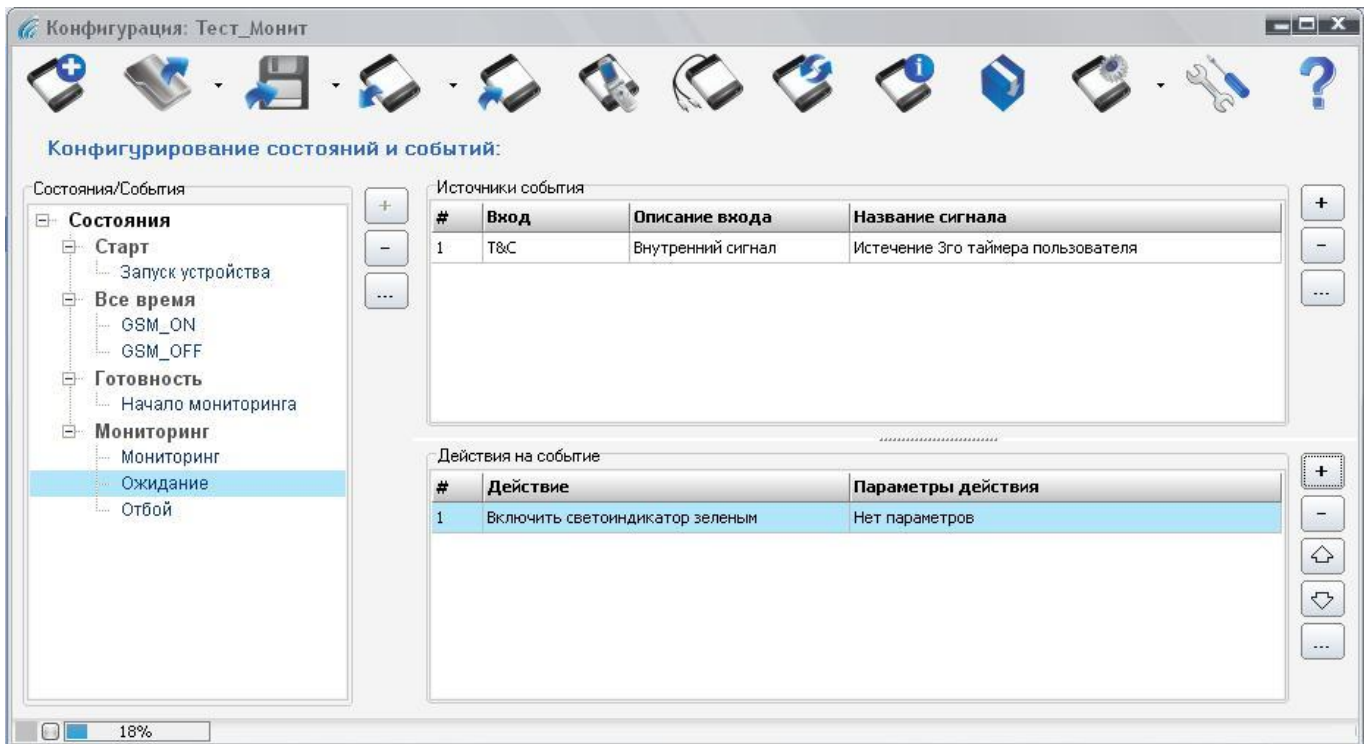 Конфигурация: Тест_Монит
Конфигурирование состояний и событий:
Состояния/События
Состояния
Старт
Запуск устройства
Все время
GSM_ON
GSM_OFF
Готовность
Начало мониторинга
Мониторинг
Мониторинг
Ожидание
Отбой
+
-
...
Источники события
# Вход Описание входа Название сигнала
1 T&C Внутренний сигнал Истечение 3го таймера пользователя
+
-
...
Действия на событие
# Действие Параметры действия
1 Включить светоиндикатор зеленым Нет параметров
+
-
...
18%